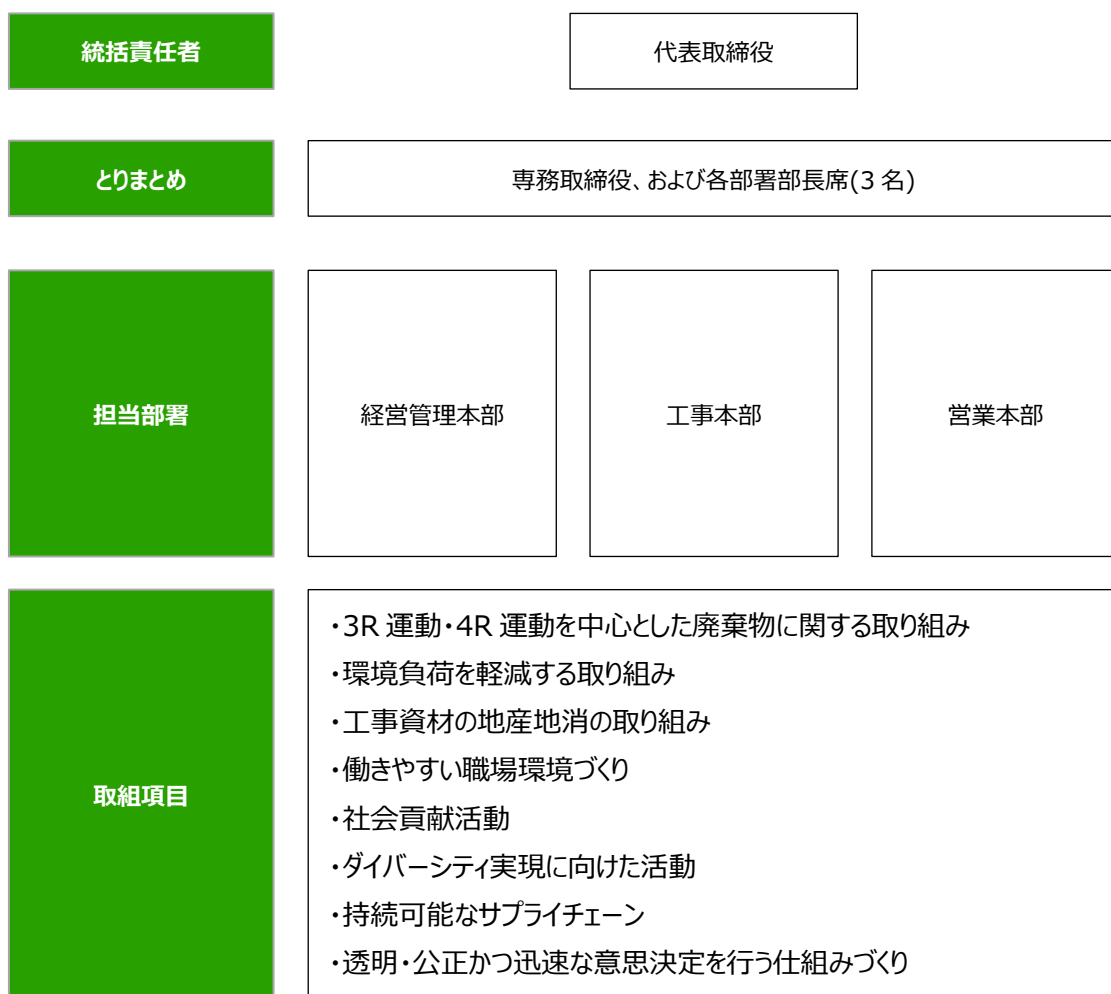 統括責任者
代表取締役
とりまとめ
専務取締役、および各部署部長席(3 名)
担当部署
経営管理本部
工事本部
営業本部
取組項目
・3R 運動・4R 運動を中心とした廃棄物に関する取り組み
・環境負荷を軽減する取り組み
・工事資材の地産地消の取り組み
・働きやすい職場環境づくり
・社会貢献活動
・ダイバーシティ実現に向けた活動
・持続可能なサプライチェーン
・透明・公正かつ迅速な意思決定を行う仕組みづくり